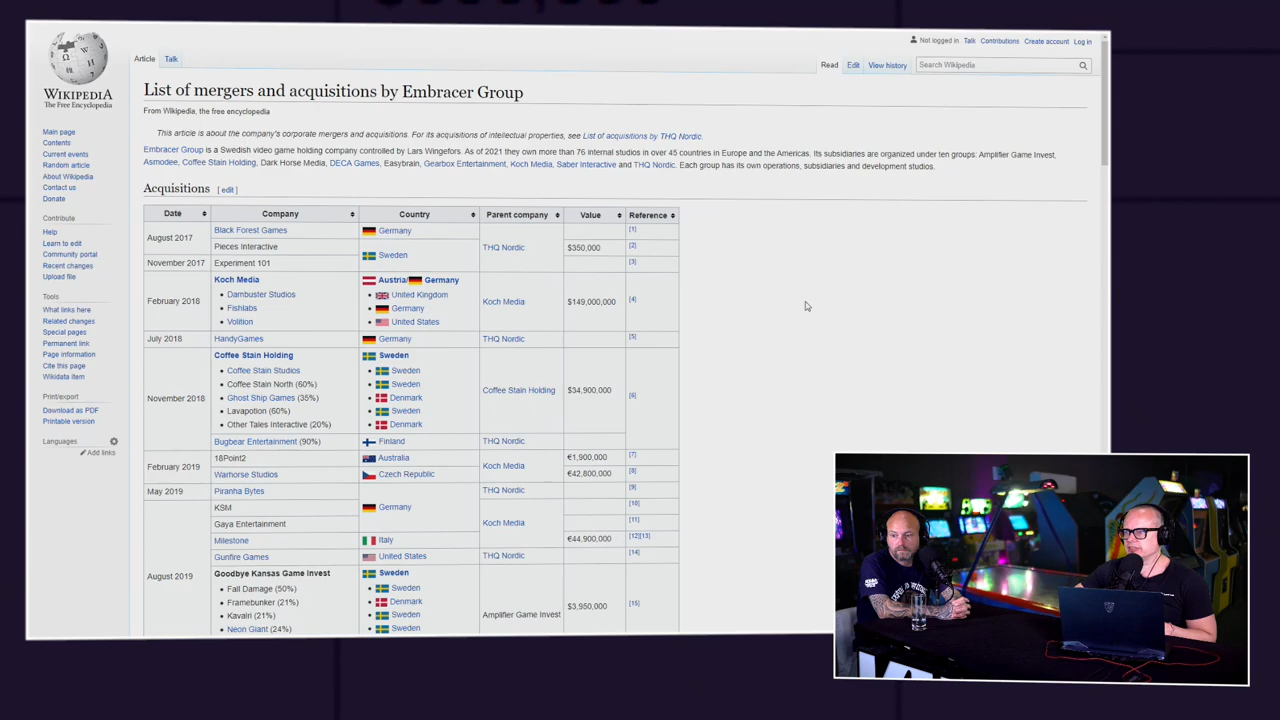 Not logged in Talk Contributions Create account Log in
Article Talk Read Edit View history Search Wikipedia
WIKIPEDIA
The Free Encyclopedia
Main page
Contents
Current events
Random article
About Wikipedia
Contact us
Donate
Contribute
Help
Learn to edit
Community portal
Recent changes
Upload file
Tools
What links here
Related changes
Special pages
Permanent link
Page information
Cite this page
Wikidata item
Print/export
Download as PDF
Printable version
Languages
Add links
List of mergers and acquisitions by Embracer Group
From Wikipedia, the free encyclopedia
This article is about the company's corporate mergers and acquisitions. For its acquisitions of intellectual properties, see List of acquisitions by THQ Nordic.
Embracer Group is a Swedish video game holding company controlled by Lars Wingefors. As of 2021 they own more than 76 internal studios in over 45 countries in Europe and the Americas. Its subsidiaries are organized under ten groups: Amplifier Game Invest,
Asmodee, Coffee Stain Holding, Dark Horse Media, DECA Games, Easybrain, Gearbox Entertainment, Koch Media, Saber Interactive and THQ Nordic. Each group has its own operations, subsidiaries and development studios.
Acquisitions [ edit ]
Date Company Country Parent company Value Reference
August 2017 Black Forest Games Germany THQ Nordic [1]
Pieces Interactive Sweden $350,000 [2]
November 2017 Experiment 101 [3]
February 2018 Koch Media Austria/ Germany Koch Media $149,000,000 [4]
• Dambuster Studios • United Kingdom
• Fishlabs • Germany
• Volition • United States
July 2018 HandyGames Germany THQ Nordic [5]
November 2018 Coffee Stain Holding Sweden Coffee Stain Holding $34,900,000 [6]
• Coffee Stain Studios • Sweden
• Coffee Stain North (60%) • Sweden
• Ghost Ship Games (35%) • Denmark
• Lavapotion (60%) • Sweden
• Other Tales Interactive (20%) • Denmark
Bugbear Entertainment (90%) Finland THQ Nordic
February 2019 18Point2 Australia Koch Media €1,900,000 [7]
Warhorse Studios Czech Republic €42,800,000 [8]
May 2019 Piranha Bytes Germany THQ Nordic [9]
August 2019 KSM Koch Media [10]
Gaya Entertainment [11]
Milestone Italy €44,900,000 [12][13]
Gunfire Games United States THQ Nordic [14]
Goodbye Kansas Game Invest Sweden Amplifier Game Invest $3,950,000 [15]
• Fall Damage (50%) • Sweden
• Framebunker (21%) • Denmark
• Kavalri (21%) • Sweden
• Neon Giant (24%) • Sweden